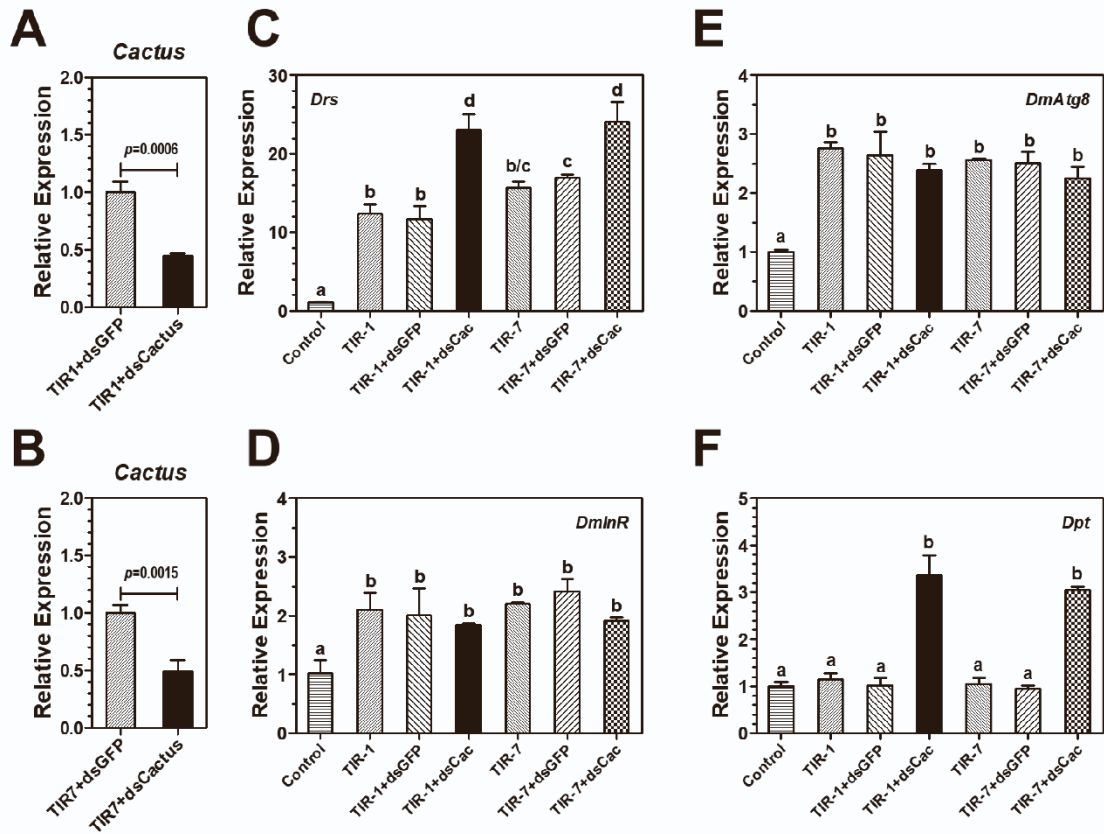 A
Cactus
Relative Expression
2.0
1.5
1.0
0.5
0.0
p=0.0006
TIR1+dsGFP
TIR1+dsCactus
C
Drs
Relative Expression
30
20
10
0
a
b
b
d
b/c
c
d
Control
TIR-1
TIR-1+dsGFP
TIR-1+dsCac
TIR-7
TIR-7+dsGFP
TIR-7+dsCac
E
DmAtg8
Relative Expression
4
3
2
1
0
a
b
b
b
b
b
b
Control
TIR-1
TIR-1+dsGFP
TIR-1+dsCac
TIR-7
TIR-7+dsGFP
TIR-7+dsCac
B
Cactus
Relative Expression
2.0
1.5
1.0
0.5
0.0
p=0.0015
TIR7+dsGFP
TIR7+dsCactus
D
DmInR
Relative Expression
4
3
2
1
0
a
b
b
b
b
b
b
Control
TIR-1
TIR-1+dsGFP
TIR-1+dsCac
TIR-7
TIR-7+dsGFP
TIR-7+dsCac
F
Dpt
Relative Expression
5
4
3
2
1
0
a
a
a
b
a
a
b
Control
TIR-1
TIR-1+dsGFP
TIR-1+dsCac
TIR-7
TIR-7+dsGFP
TIR-7+dsCac